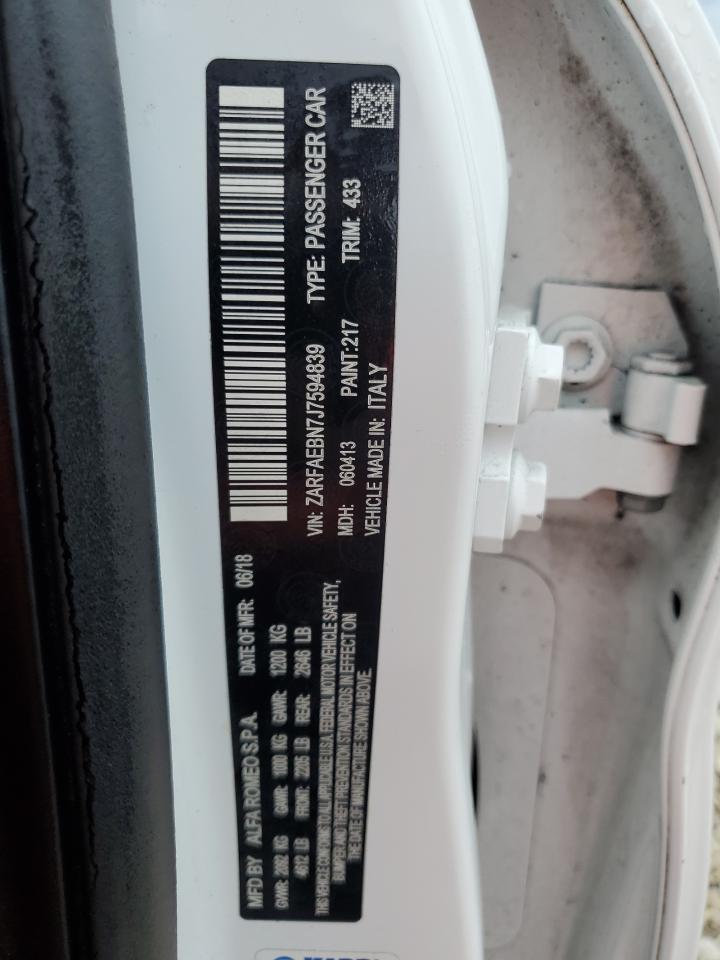 MFD BY ALFA ROMEO S.P.A. DATE OF MFR: 06/18
GVWR: 2092 KG GAWR: 1000 KG GAWR: 1200 KG
4612 LB FRONT: 2205 LB REAR: 2646 LB
THIS VEHICLE CONFORMS TO ALL APPLICABLE U.S.A. FEDERAL MOTOR VEHICLE SAFETY,
BUMPER AND THEFT PREVENTION STANDARDS IN EFFECT ON
THE DATE OF MANUFACTURE SHOWN ABOVE.
VIN: ZARFAEBN7J7594839 TYPE: PASSENGER CAR
MDH: 060413 PAINT:217 TRIM: 433
VEHICLE MADE IN: ITALY